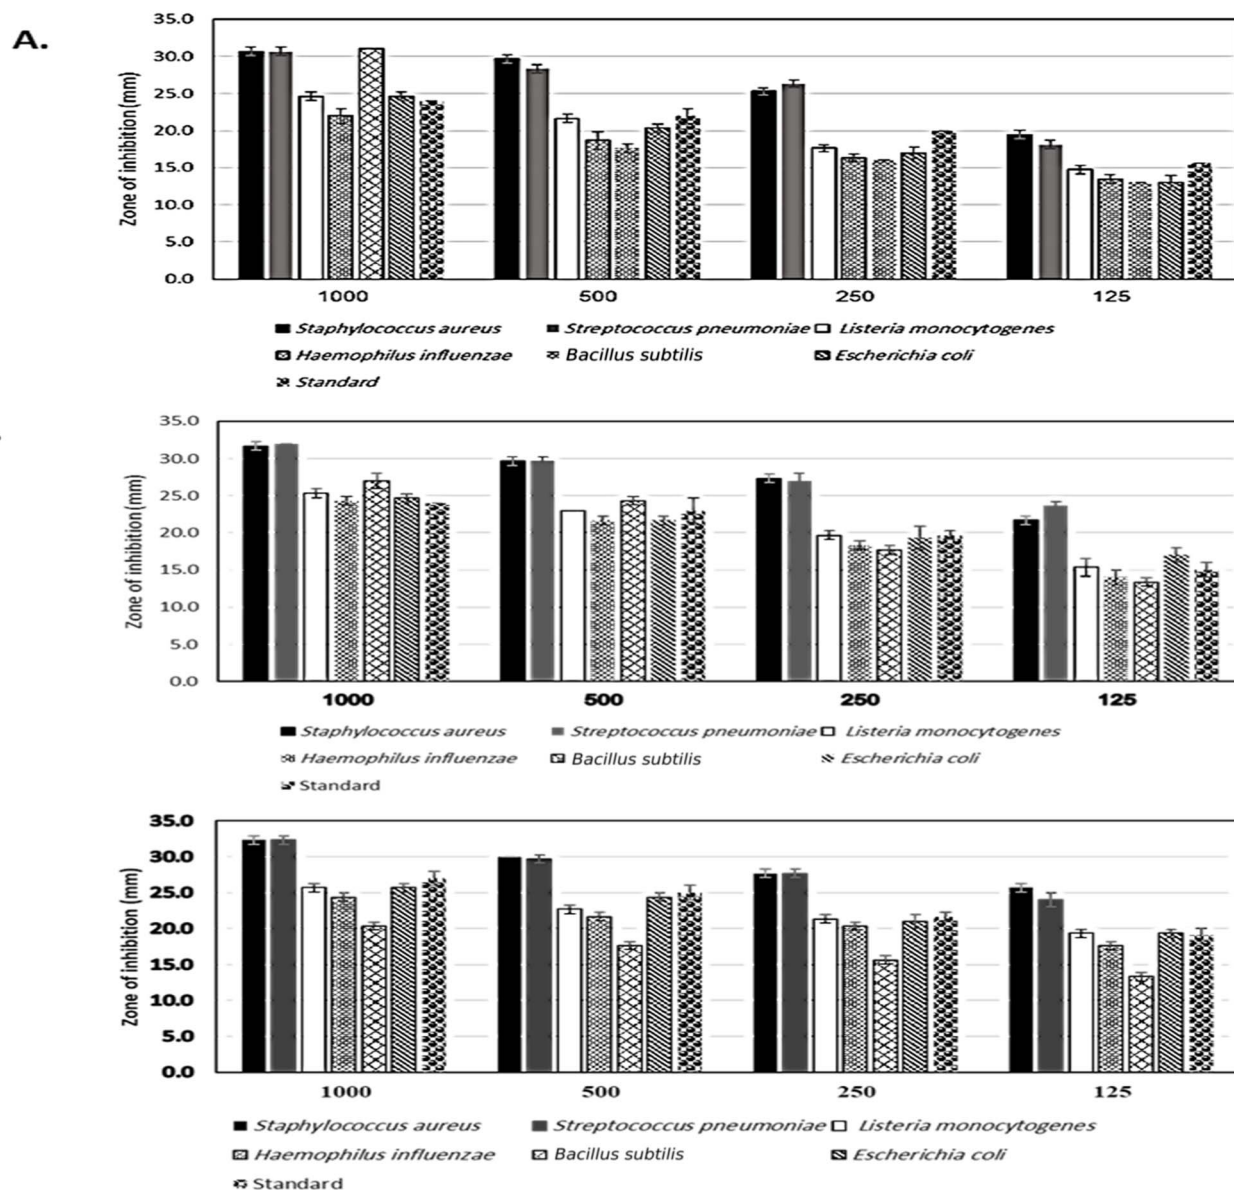 A.
Zone of inhibition (mm)
35.0
30.0
25.0
20.0
15.0
10.0
5.0
0.0
1000 500 250 125
Staphylococcus aureus Streptococcus pneumoniae Listeria monocytogenes
Haemophilus influenzae Bacillus subtilis Escherichia coli
Standard
Zone of inhibition (mm)
35.0
30.0
25.0
20.0
15.0
10.0
5.0
0.0
1000 500 250 125
Staphylococcus aureus Streptococcus pneumoniae Listeria monocytogenes
Haemophilus influenzae Bacillus subtilis Escherichia coli
Standard
Zone of inhibition (mm)
35.0
30.0
25.0
20.0
15.0
10.0
5.0
0.0
1000 500 250 125
Staphylococcus aureus Streptococcus pneumoniae Listeria monocytogenes
Haemophilus influenzae Bacillus subtilis Escherichia coli
Standard